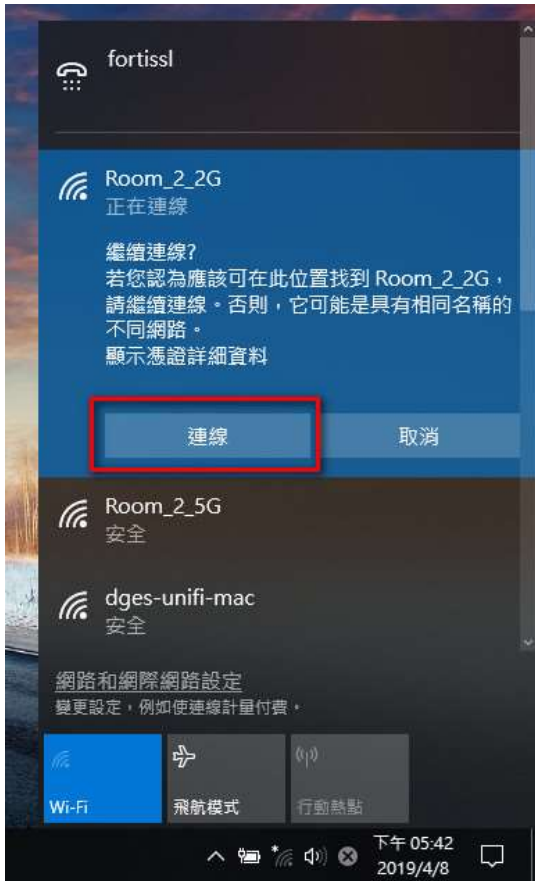 fortissl
Room_2_2G
正在連線
繼續連線?
若您認為應該可在此位置找到 Room_2_2G，
請繼續連線。否則，它可能是具有相同名稱的
不同網路。
顯示憑證詳細資料
連線 取消
Room_2_5G
安全
dges-unifi-mac
安全
網路和網際網路設定
變更設定，例如使連線計量付費。
Wi-Fi 飛航模式 行動熱點
下午 05:42
2019/4/8